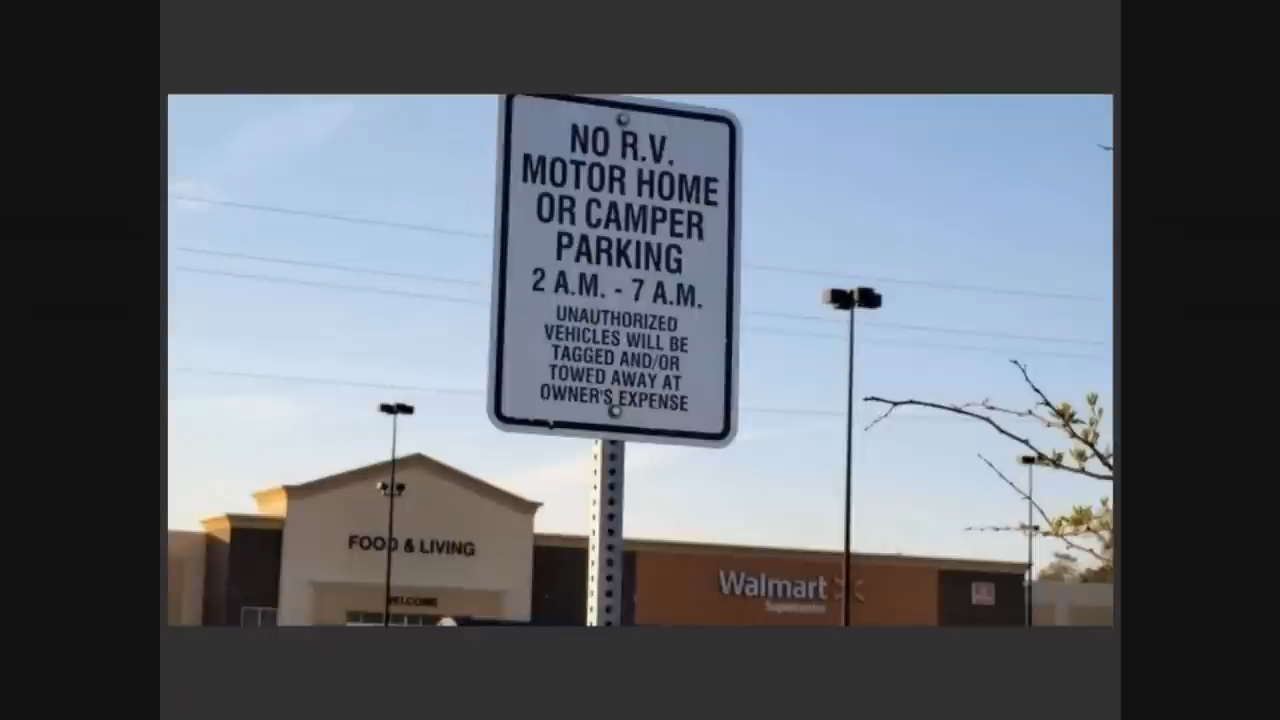 NO R.V.
MOTOR HOME
OR CAMPER
PARKING
2 A.M. - 7 A.M.
UNAUTHORIZED
VEHICLES WILL BE
TAGGED AND/OR
TOWED AWAY AT
OWNER'S EXPENSE
FOOD & LIVING
WELCOME
Walmart
Supercenter